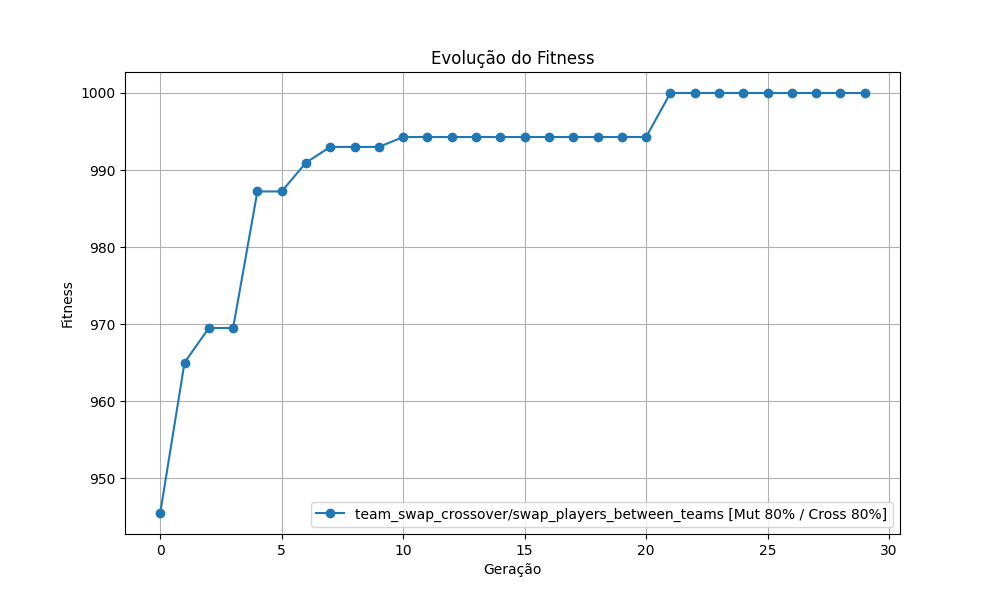 Evolução do Fitness
Fitness
1000
990
980
970
960
950
team_swap_crossover/swap_players_between_teams [Mut 80% / Cross 80%]
0 5 10 15 20 25 30
Geração